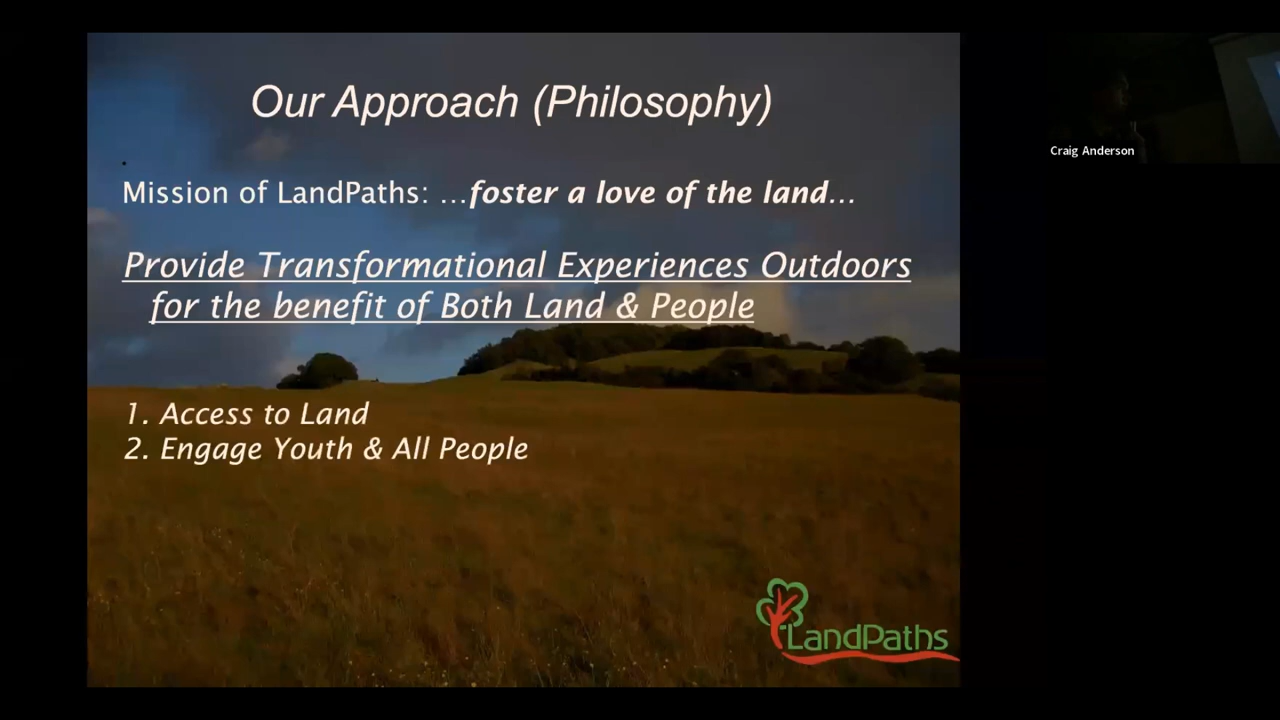 Our Approach (Philosophy)
Mission of LandPaths: …foster a love of the land…
Provide Transformational Experiences Outdoors
for the benefit of Both Land & People
1. Access to Land
2. Engage Youth & All People
LandPaths
Craig Anderson